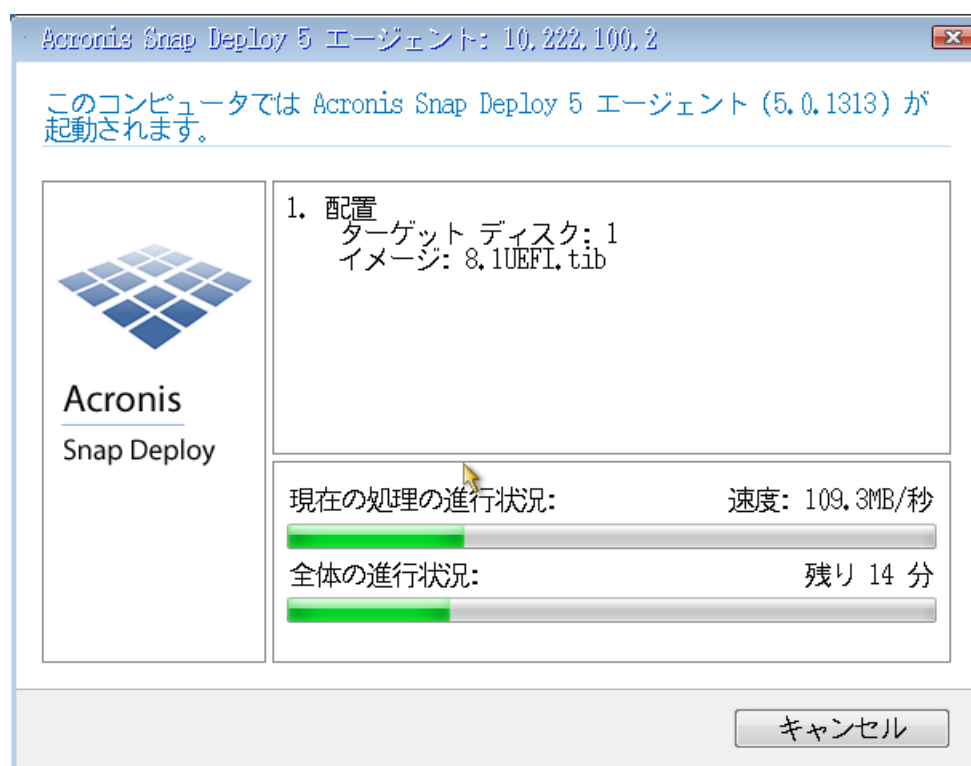 Acronis Snap Deploy 5 エージェント: 10.222.100.2
このコンピュータでは Acronis Snap Deploy 5 エージェント (5.0.1313) が
起動されます。
1. 配置
ターゲット ディスク: 1
イメージ: 8.1UEFI.tib
Acronis
Snap Deploy
現在の処理の進行状況:
速度: 109.3MB/秒
全体の進行状況:
残り 14 分
キャンセル